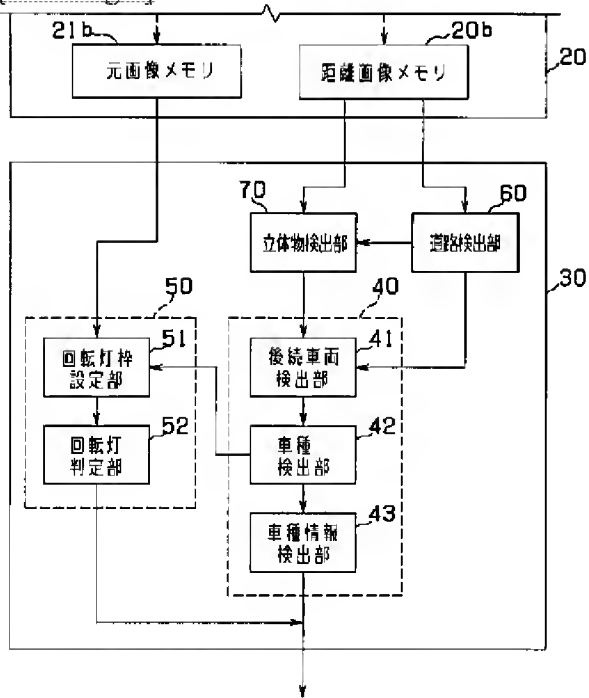 21b
20b
元画像メモリ
距離画像メモリ
20
70
60
立体物検出部
道路検出部
30
50
40
51
41
回転灯枠
設定部
後続車両
検出部
52
42
回転灯
判定部
車種
検出部
43
車種情報
検出部